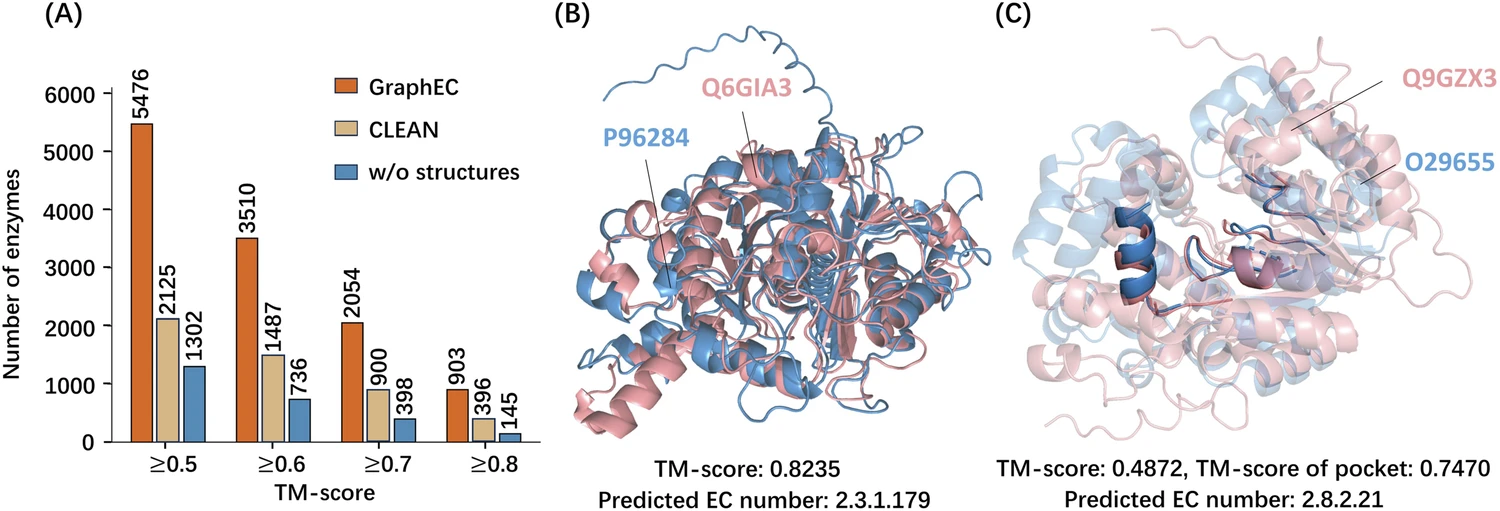 (A)
Number of enzymes
6000
5000
4000
3000
2000
1000
0
5476
2125
1302
3510
1487
736
2054
900
398
903
396
145
≥0.5
≥0.6
≥0.7
≥0.8
TM-score
GraphEC
CLEAN
w/o structures
(B)
Q6GIA3
P96284
TM-score: 0.8235
Predicted EC number: 2.3.1.179
(C)
Q9GZX3
O29655
TM-score: 0.4872, TM-score of pocket: 0.7470
Predicted EC number: 2.8.2.21